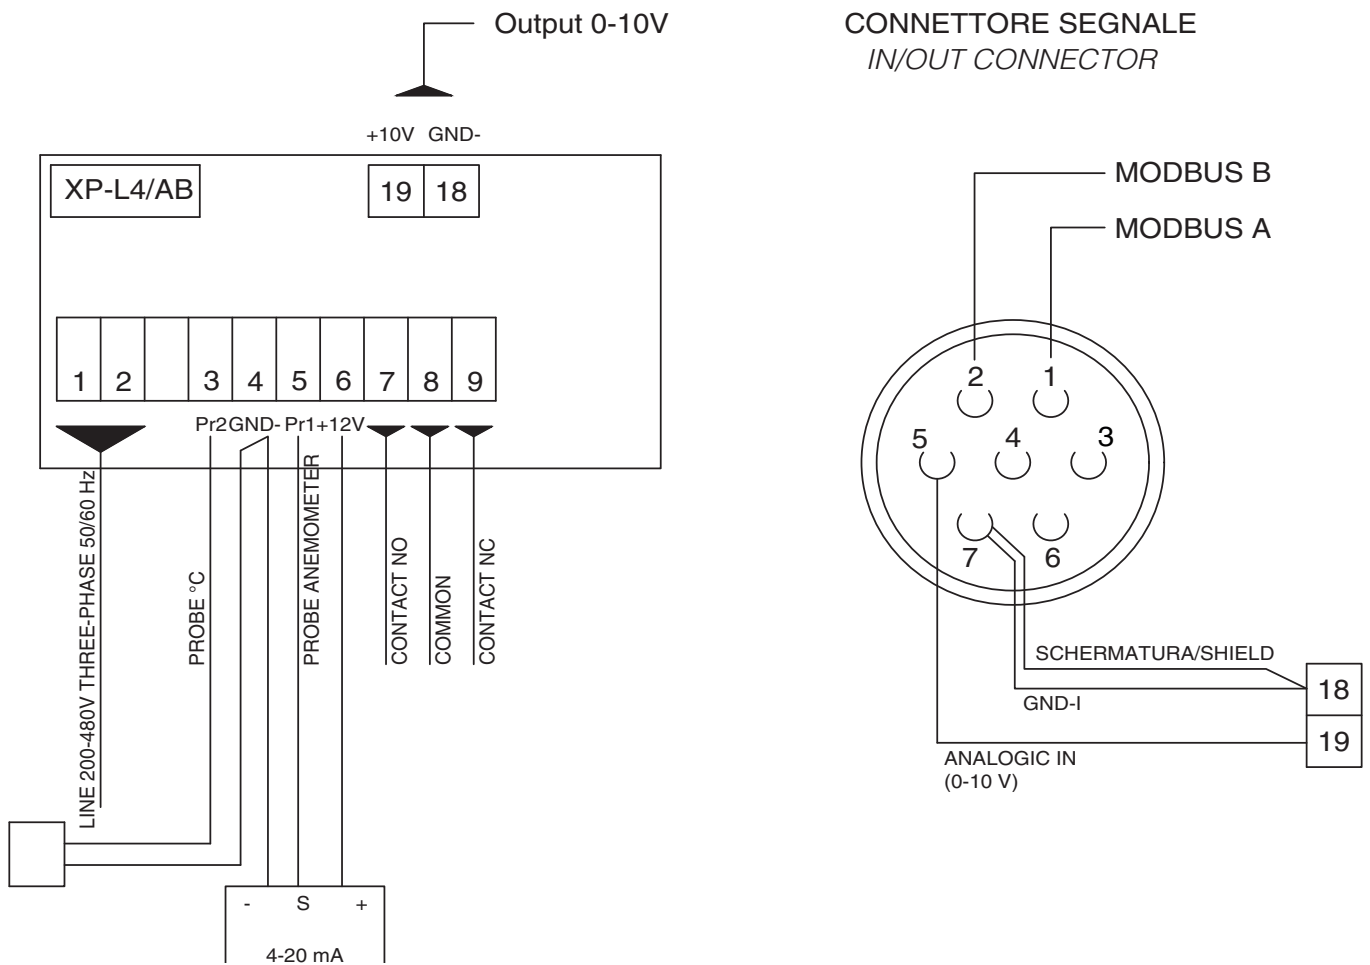 Output 0-10V
CONNETTORE SEGNALE
IN/OUT CONNECTOR
+10V GND-
XP-L4/AB
19 18
MODBUS B
MODBUS A
1 2 3 4 5 6 7 8 9
Pr2 GND- Pr1 +12V
LINE 200-480V THREE-PHASE 50/60 Hz
PROBE °C
PROBE ANEMOMETER
CONTACT NO
COMMON
CONTACT NC
- S +
4-20 mA
2 1
5 4 3
7 6
SCHERMATURA/SHIELD
18
GND-I
19
ANALOGIC IN
(0-10 V)